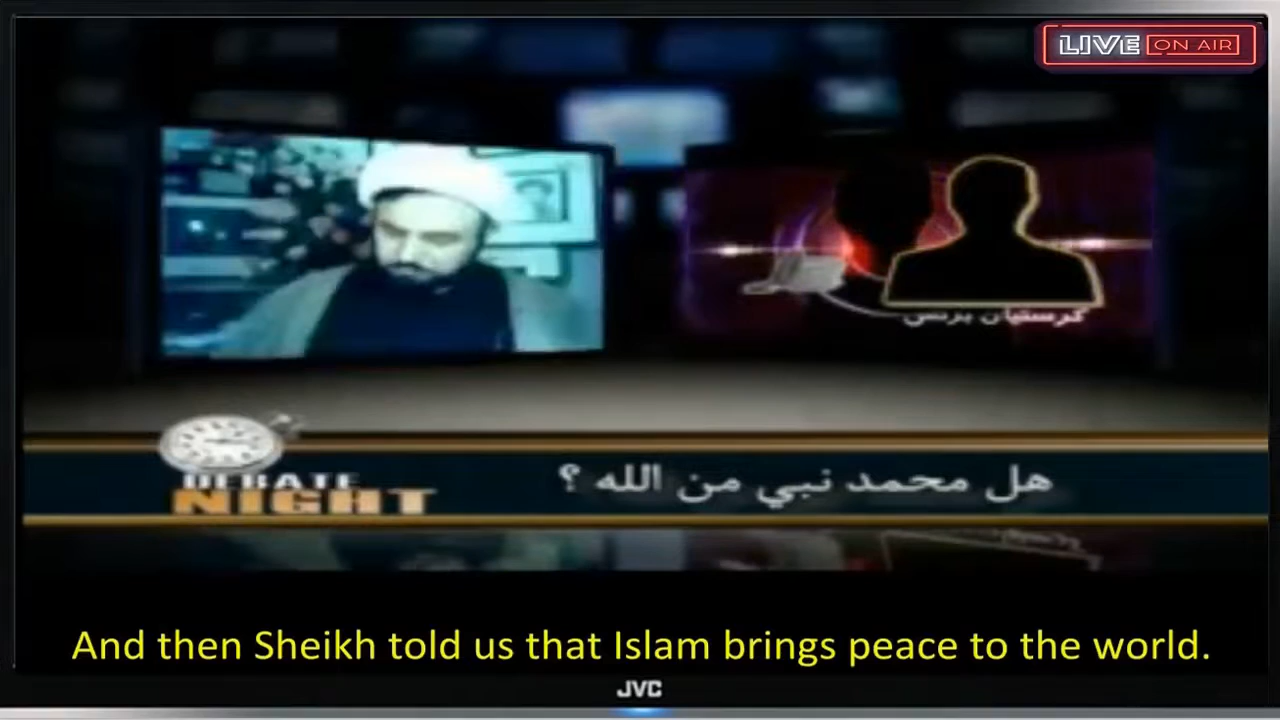 LIVE ON AIR
كرستيان برنس
DEBATE
NIGHT
هل محمد نبي من الله ؟
And then Sheikh told us that Islam brings peace to the world.
JVC